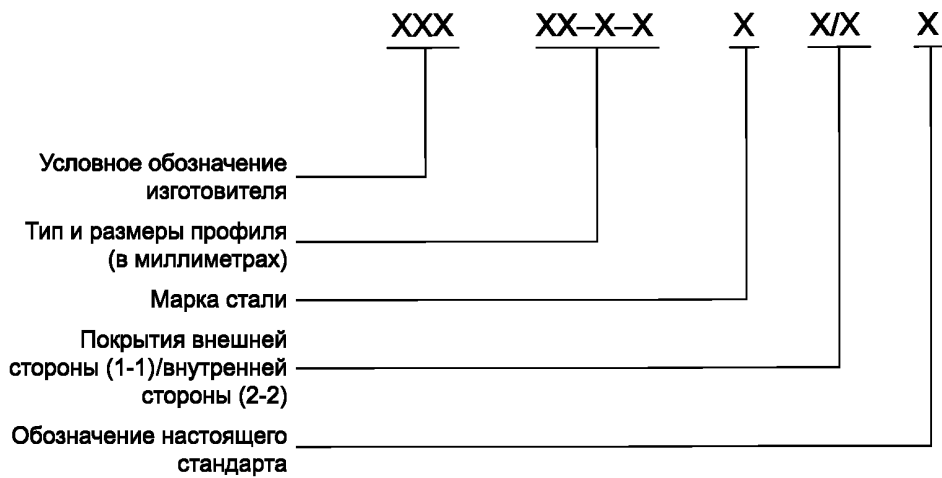 XXX XX–X–X X X/X X
Условное обозначение
изготовителя
Тип и размеры профиля
(в миллиметрах)
Марка стали
Покрытия внешней
стороны (1-1)/внутренней
стороны (2-2)
Обозначение настоящего
стандарта